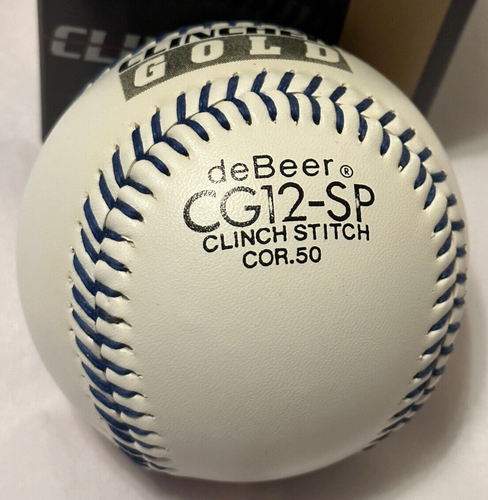 CLINCHER
GOLD
deBeer ®
CG12-SP
CLINCH STITCH
COR.50